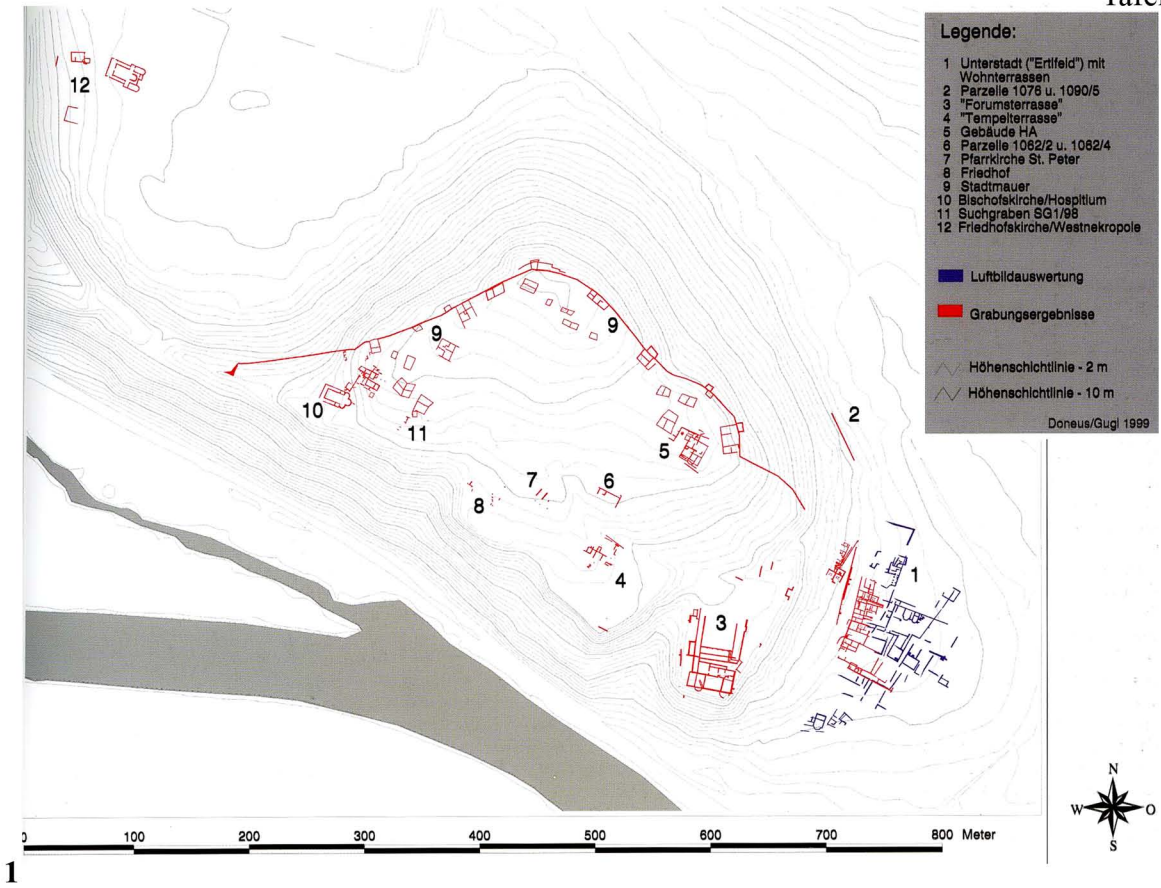 Legende:
1 Unterstadt ("Ertlfeld") mit
Wohnterrassen
2 Parzelle 1076 u. 1090/5
3 "Forumsterrasse"
4 "Tempelterrasse"
5 Gebäude HA
6 Parzelle 1062/2 u. 1062/4
7 Pfarrkirche St. Peter
8 Friedhof
9 Stadtmauer
10 Bischofskirche/Hospitium
11 Suchgraben SG1/98
12 Friedhofskirche/Westnekropole
Luftbildauswertung
Grabungsergebnisse
Höhenschichtlinie - 2 m
Höhenschichtlinie - 10 m
Doneus/Gugl 1999
12
9
9
10
11
2
5
7
6
8
4
1
3
N
W O
S
0 100 200 300 400 500 600 700 800 Meter
1